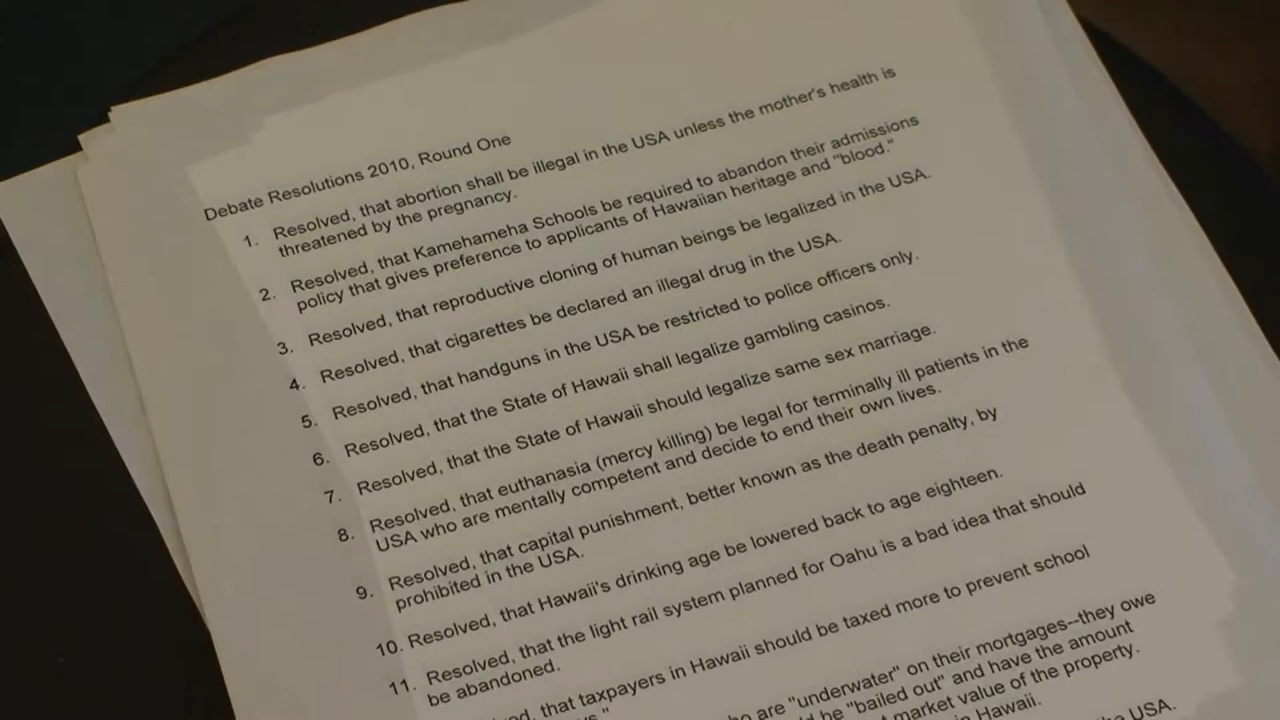 Debate Resolutions 2010, Round One
1. Resolved, that abortion shall be illegal in the USA unless the mother's health is
threatened by the pregnancy.
2. Resolved, that Kamehameha Schools be required to abandon their admissions
policy that gives preference to applicants of Hawaiian heritage and "blood."
3. Resolved, that reproductive cloning of human beings be legalized in the USA.
4. Resolved, that cigarettes be declared an illegal drug in the USA.
5. Resolved, that handguns in the USA be restricted to police officers only.
6. Resolved, that the State of Hawaii shall legalize gambling casinos.
7. Resolved, that the State of Hawaii should legalize same sex marriage.
8. Resolved, that euthanasia (mercy killing) be legal for terminally ill patients in the
USA who are mentally competent and decide to end their own lives.
9. Resolved, that capital punishment, better known as the death penalty, by
prohibited in the USA.
10. Resolved, that Hawaii's drinking age be lowered back to age eighteen.
11. Resolved, that the light rail system planned for Oahu is a bad idea that should
be abandoned.
that taxpayers in Hawaii should be taxed more to prevent school
are "underwater" on their mortgages--they owe
"bailed out" and have the amount
market value of the property.
in Hawaii.
USA.